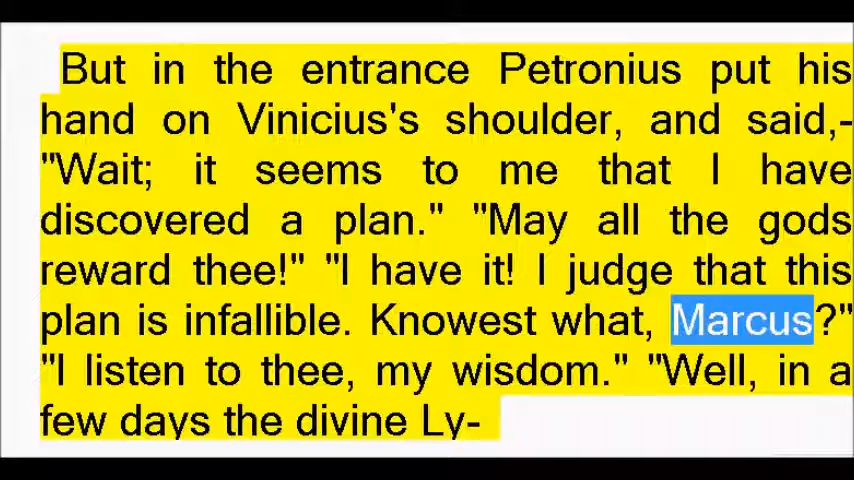 But in the entrance Petronius put his
hand on Vinicius's shoulder, and said,-
"Wait; it seems to me that I have
discovered a plan." "May all the gods
reward thee!" "I have it! I judge that this
plan is infallible. Knowest what, Marcus?"
"I listen to thee, my wisdom." "Well, in a
few days the divine Ly-